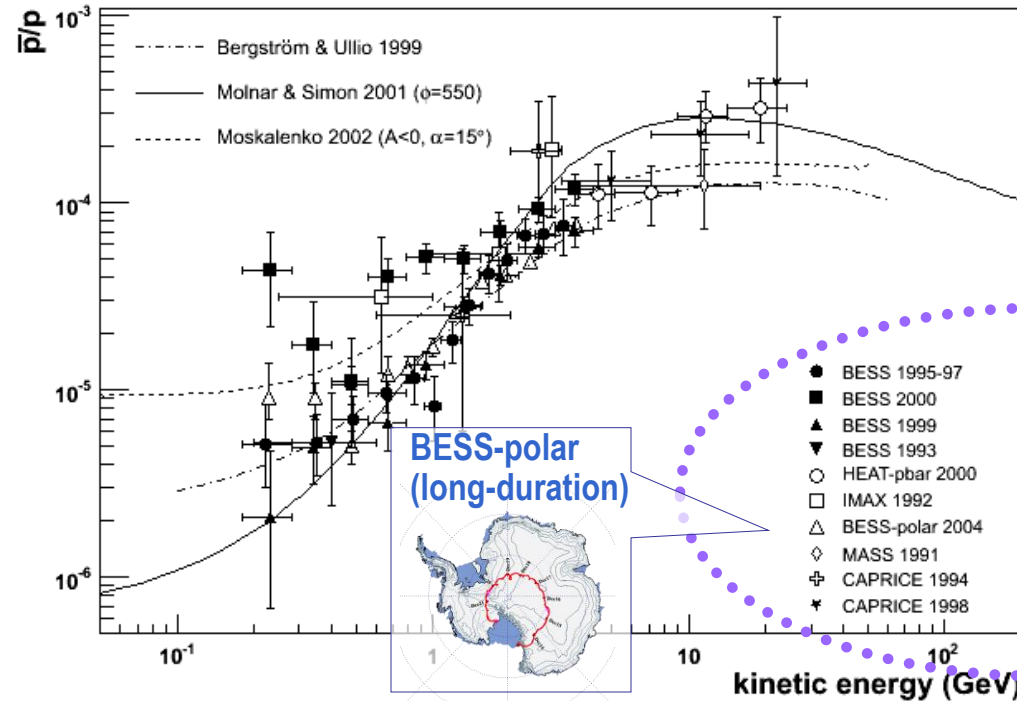 p̅/p
10⁻³
10⁻⁴
10⁻⁵
10⁻⁶
Bergström & Ullio 1999
Molnar & Simon 2001 (ϕ=550)
Moskalenko 2002 (A<0, α=15°)
BESS 1995-97
BESS 2000
BESS 1999
BESS 1993
HEAT-pbar 2000
IMAX 1992
BESS-polar 2004
MASS 1991
CAPRICE 1994
CAPRICE 1998
BESS-polar
(long-duration)
10⁻¹
1
10
10²
kinetic energy (GeV)